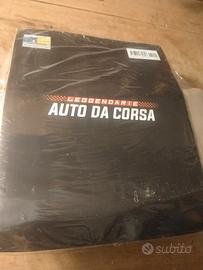 LEGGENDARIE
AUTO DA CORSA
subito